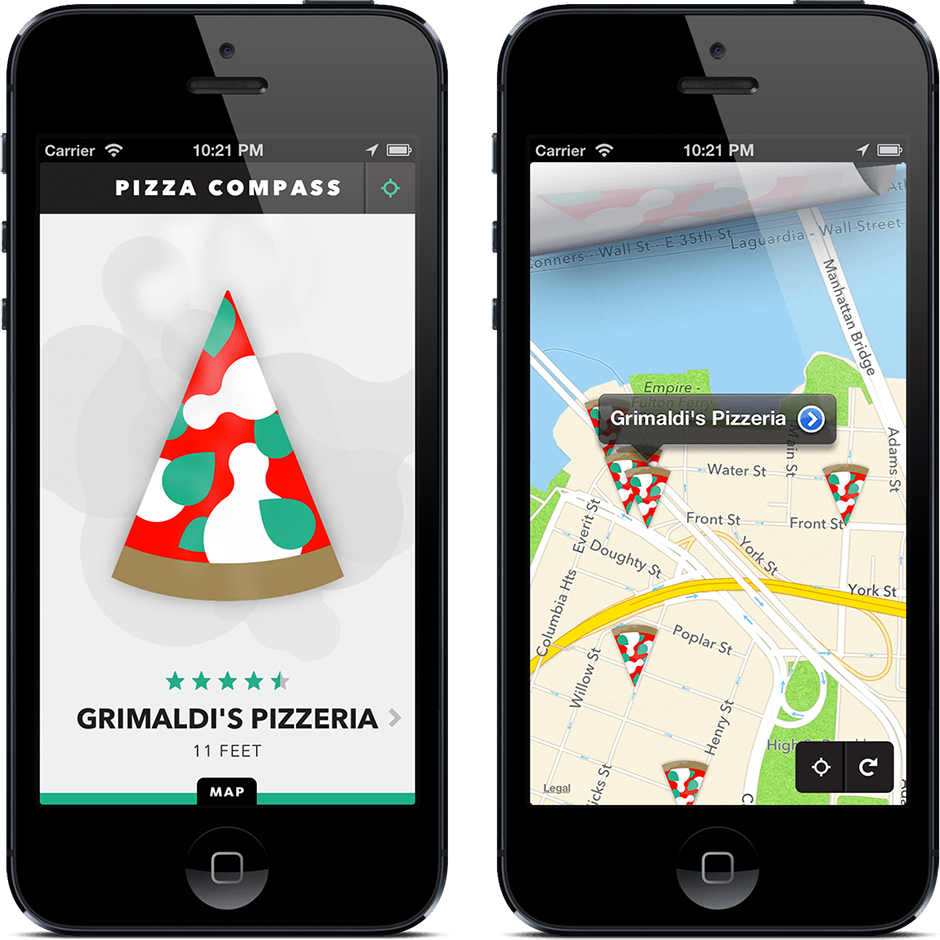 Carrier
10:21 PM
PIZZA COMPASS
GRIMALDI'S PIZZERIA
11 FEET
MAP
Carrier
10:21 PM
Conners - Wall St - E 35th St
Laguardia - Wall Street
Manhattan Bridge
Empire -
Fulton Ferry
Grimaldi's Pizzeria
Main St
Adams St
Water St
Front St
Front St
Everit St
Doughty St
York St
York St
Columbia Hts
Poplar St
Willow St
Henry St
High S
Legal
icks St